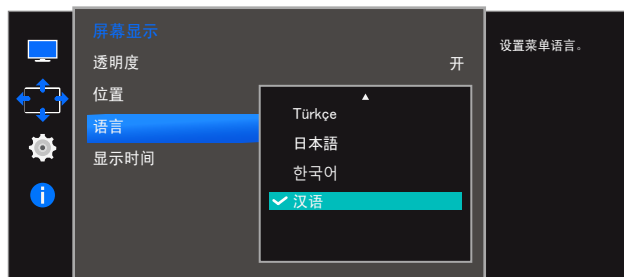 屏幕显示
透明度 开
位置
语言
显示时间
▲
Türkçe
日本語
한국어
✓ 汉语
设置菜单语言。